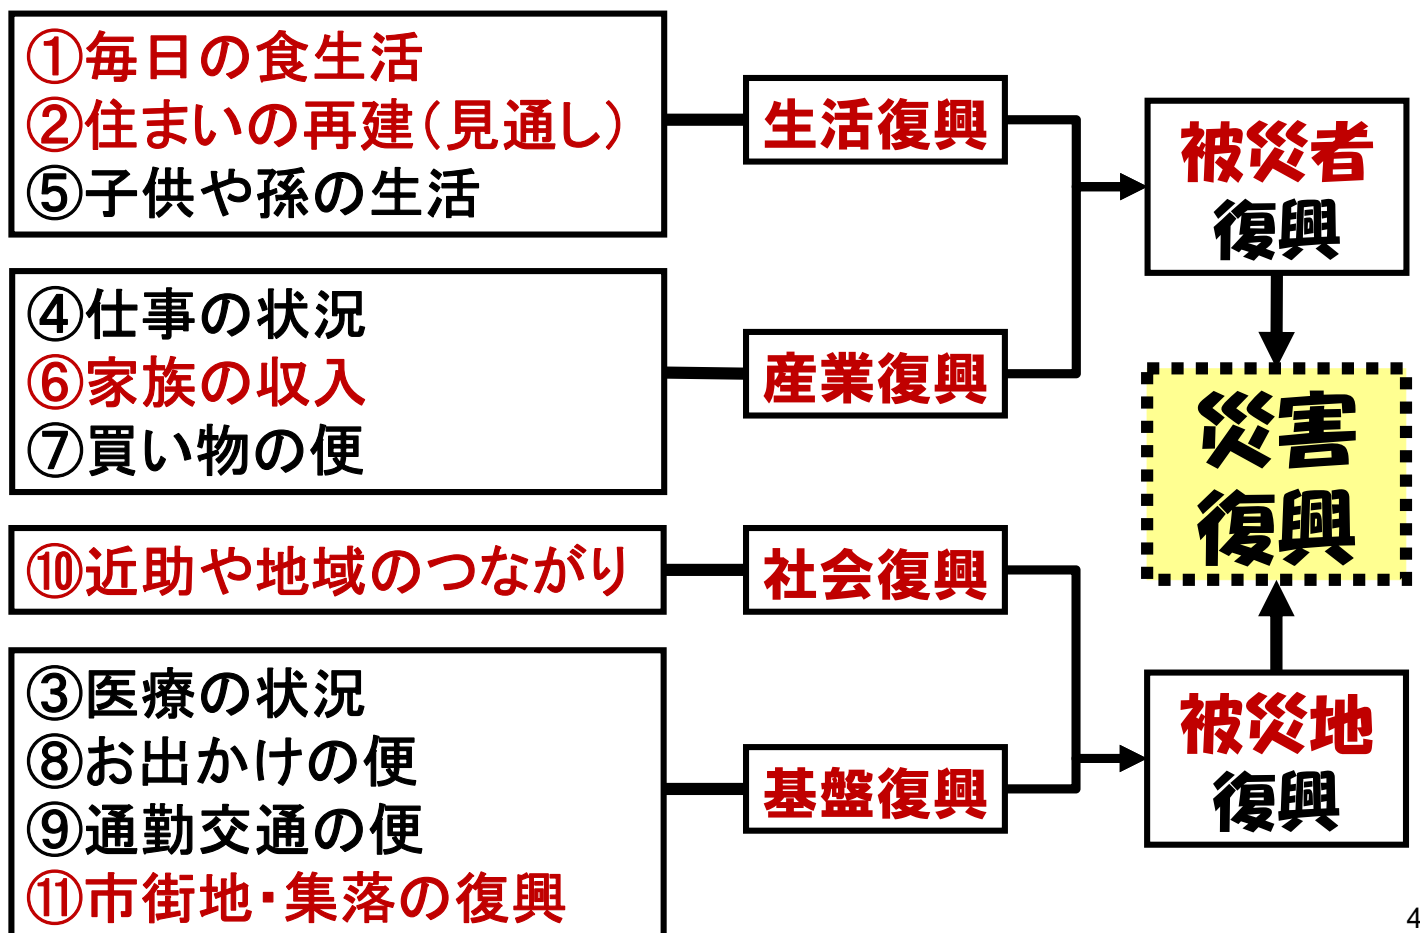 ①毎日の食生活
②住まいの再建(見通し)
⑤子供や孫の生活
生活復興
④仕事の状況
⑥家族の収入
⑦買い物の便
産業復興
被災者
復興
⑩近助や地域のつながり
社会復興
③医療の状況
⑧お出かけの便
⑨通勤交通の便
⑪市街地・集落の復興
基盤復興
被災地
復興
災害
復興
4